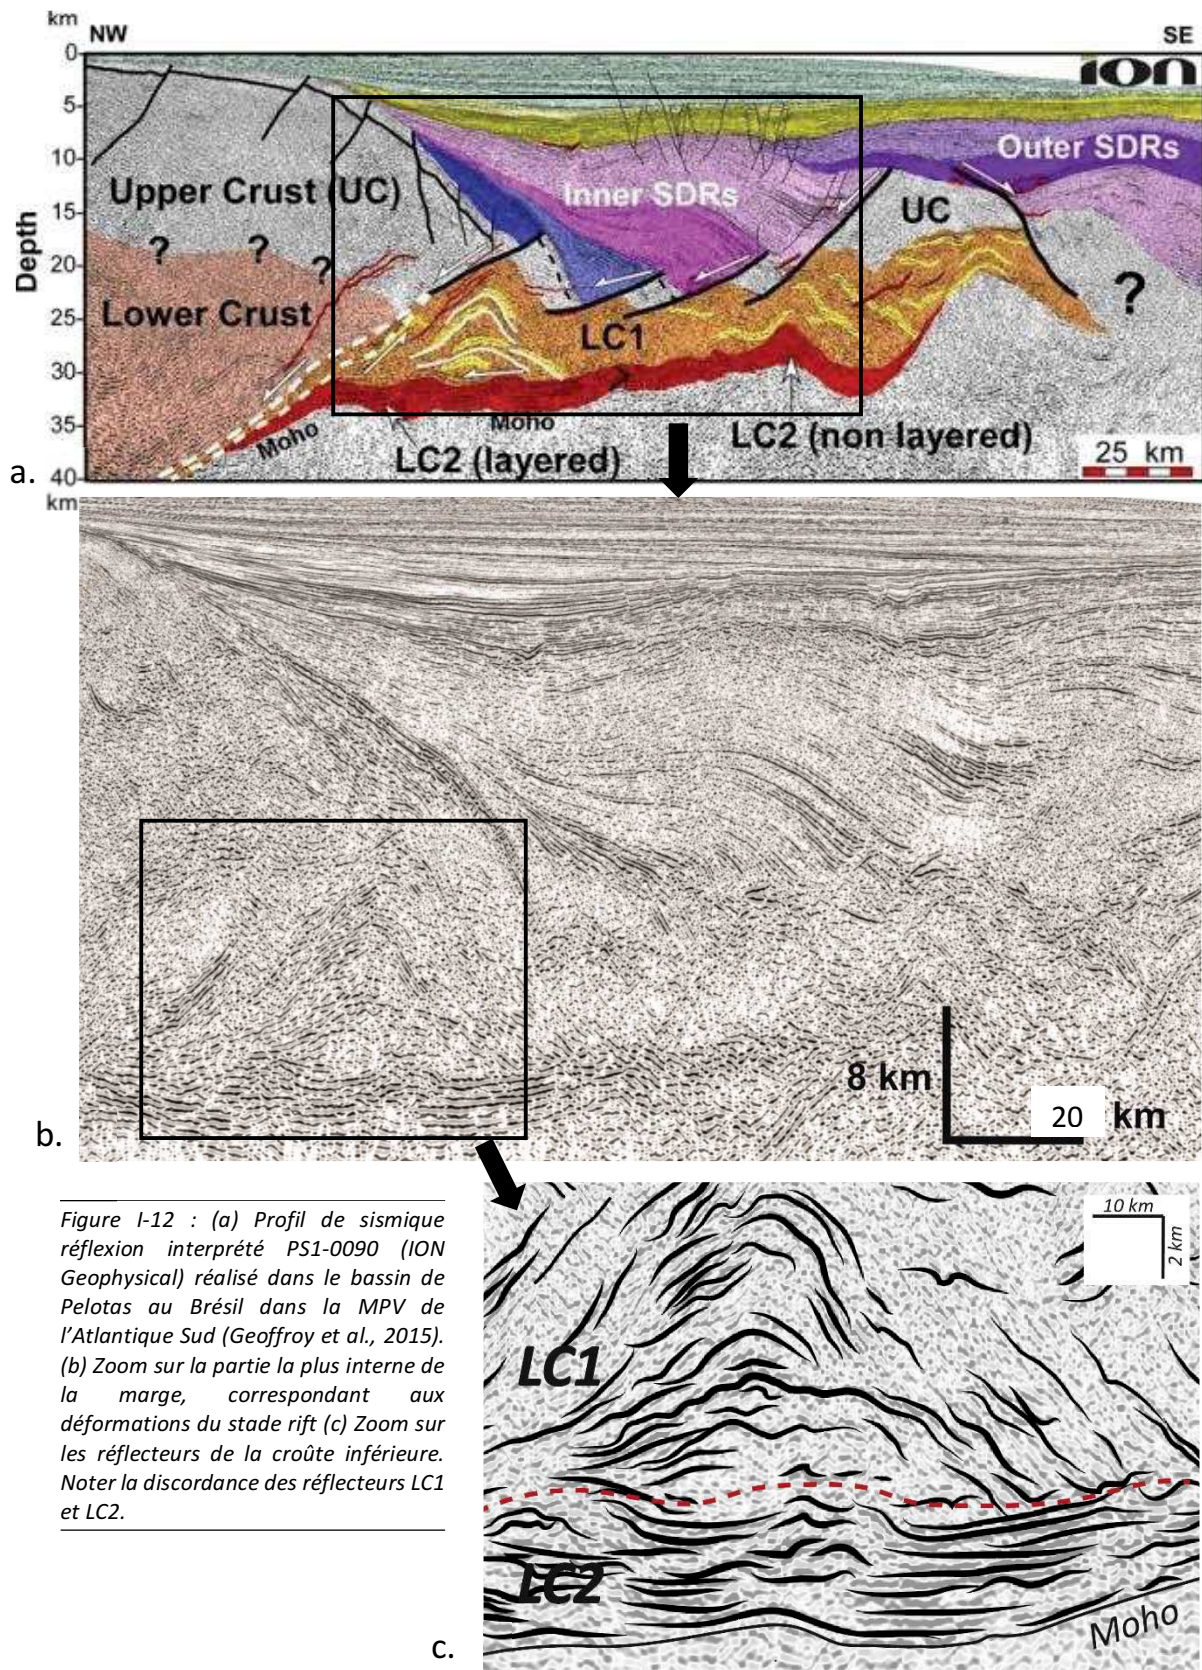 km
NW
SE
ION
0
5
10
15
20
25
30
35
40
Depth
Upper Crust (UC)
? ? ?
Lower Crust
Inner SDRs
Outer SDRs
UC
?
LC1
Moho
Moho
LC2 (layered)
LC2 (non layered)
25 km
a.
km
8 km
20 km
b.
Figure I-12 : (a) Profil de sismique
réflexion interprété PS1-0090 (ION
Geophysical) réalisé dans le bassin de
Pelotas au Brésil dans la MPV de
l’Atlantique Sud (Geoffroy et al., 2015).
(b) Zoom sur la partie la plus interne de
la marge, correspondant aux
déformations du stade rift (c) Zoom sur
les réflecteurs de la croûte inférieure.
Noter la discordance des réflecteurs LC1
et LC2.
10 km
2 km
LC1
LC2
Moho
c.